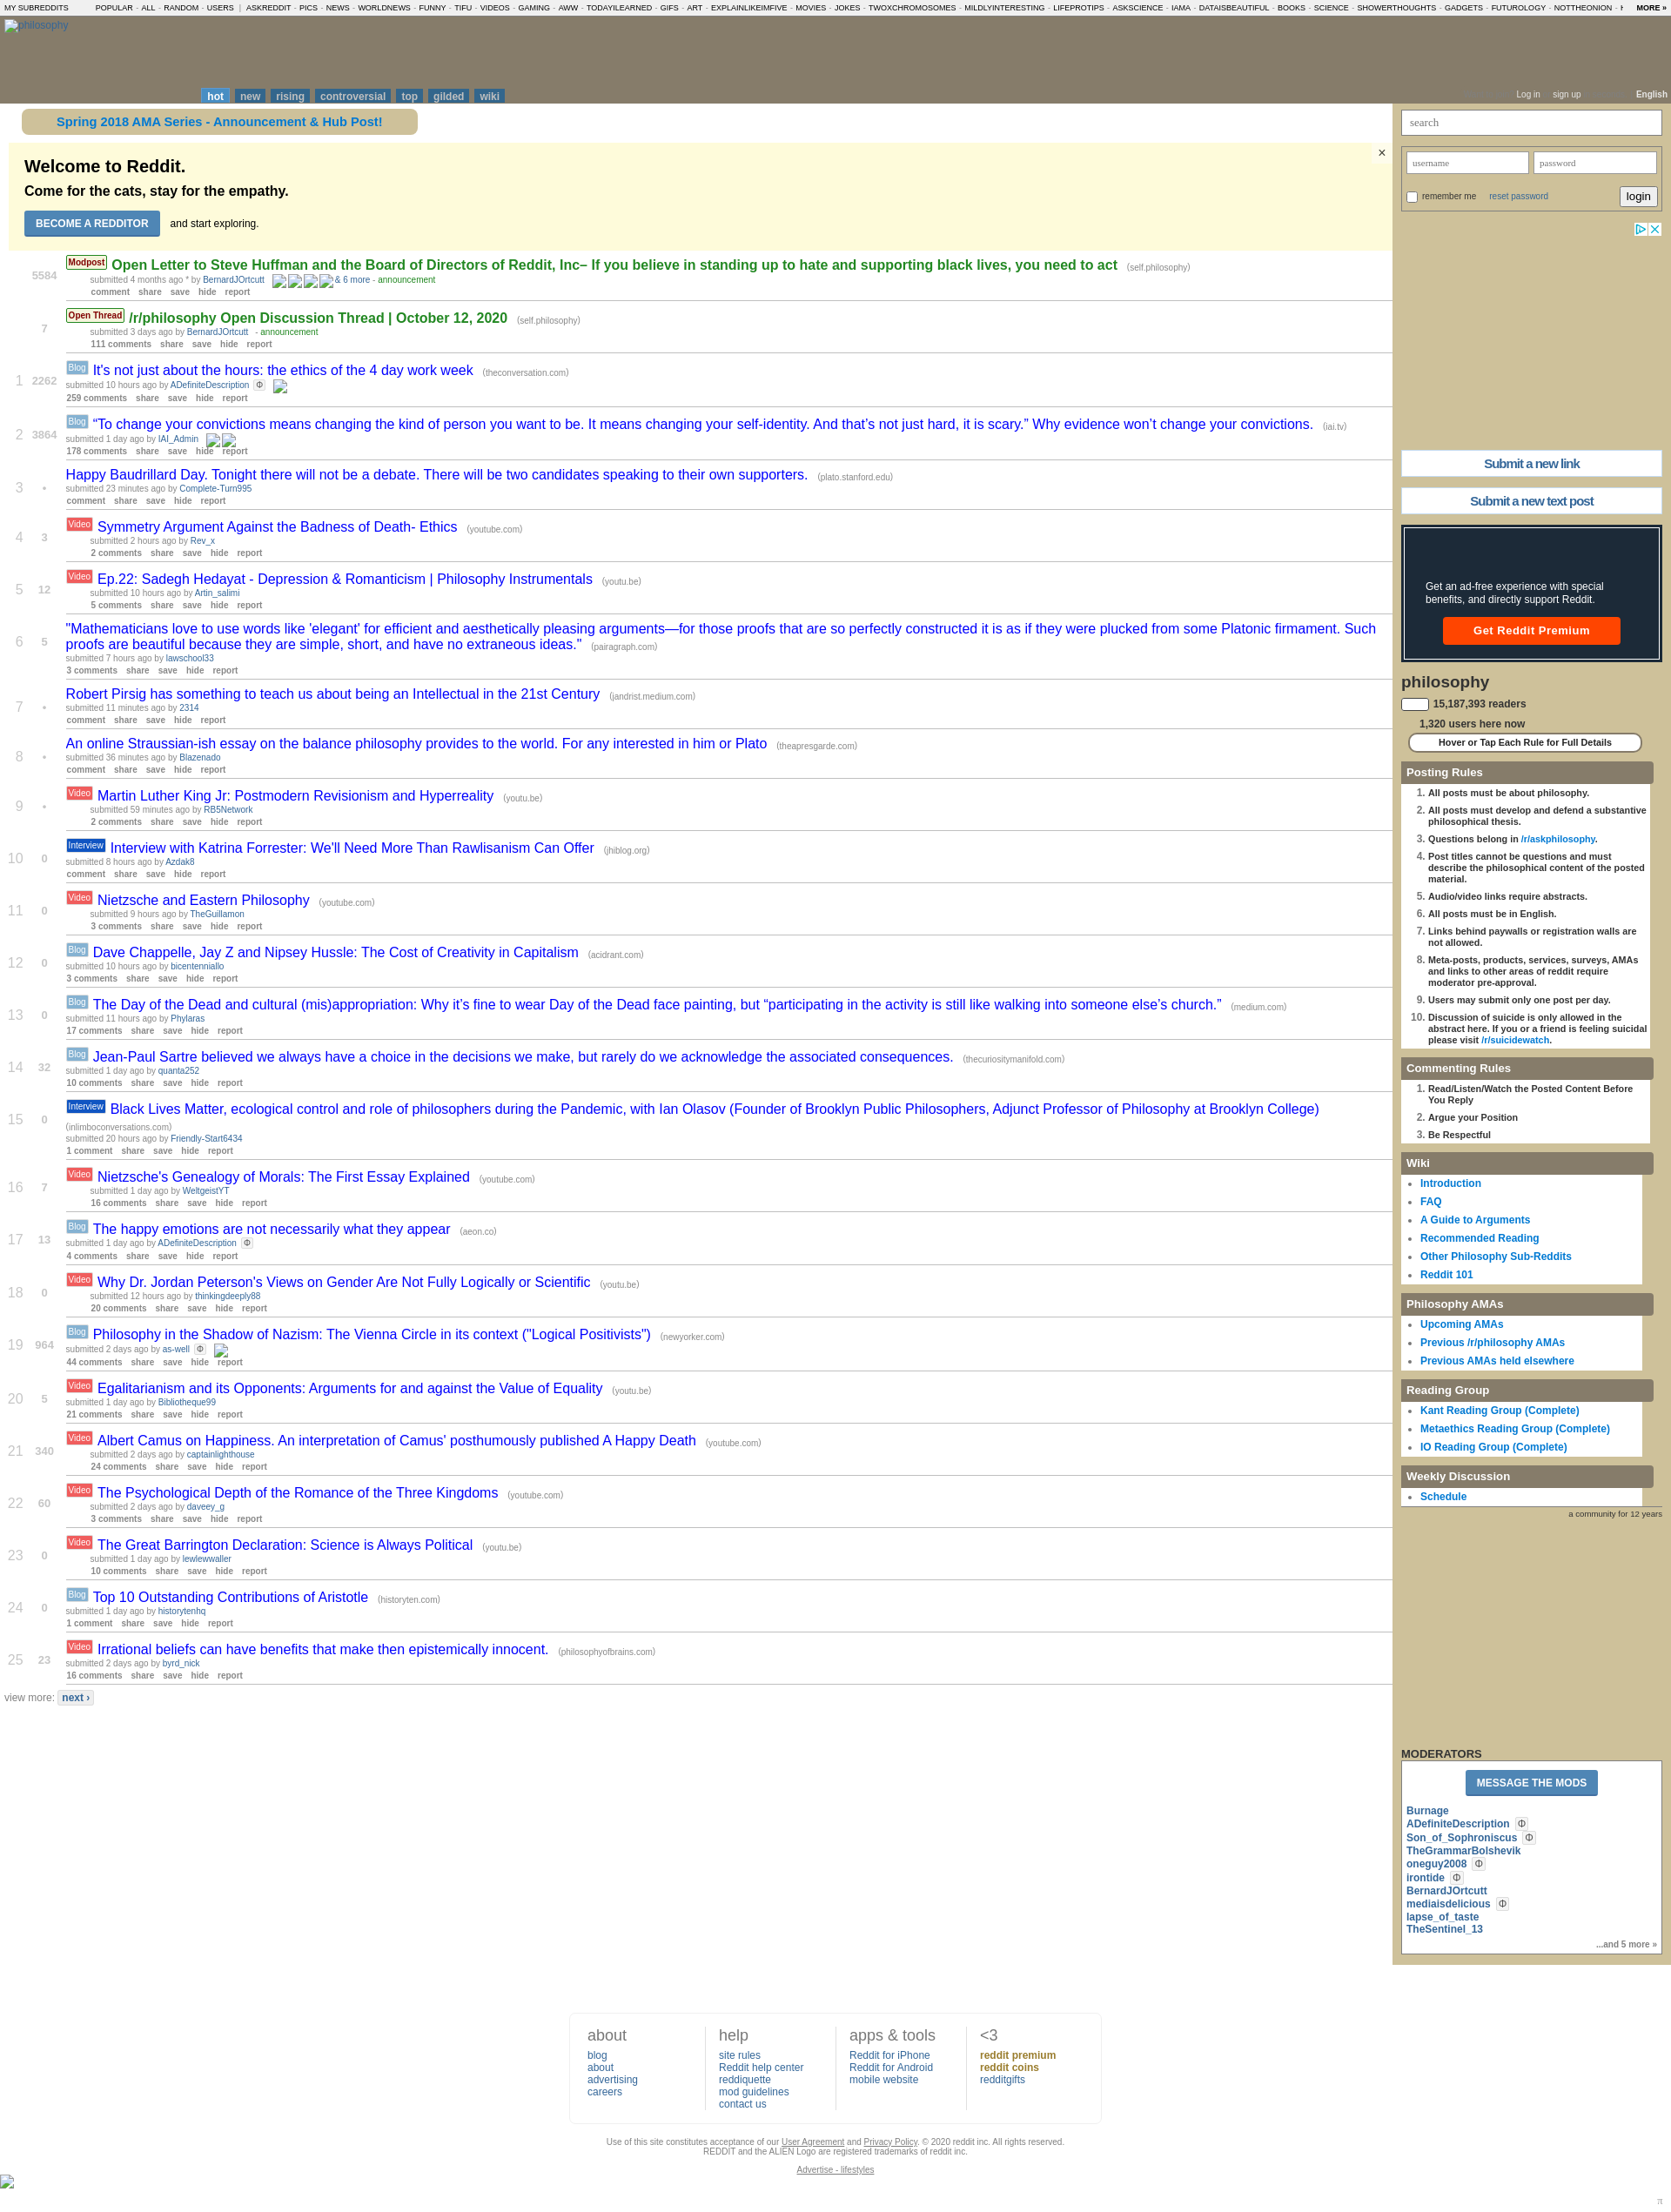 MY SUBREDDITS POPULAR - ALL - RANDOM - USERS | ASKREDDIT - PICS - NEWS - WORLDNEWS - FUNNY - TIFU - VIDEOS - GAMING - AWW - TODAYILEARNED - GIFS - ART - EXPLAINLIKEIMFIVE - MOVIES - JOKES - TWOXCHROMOSOMES - MILDLYINTERESTING - LIFEPROTIPS - ASKSCIENCE - IAMA - DATAISBEAUTIFUL - BOOKS - SCIENCE - SHOWERTHOUGHTS - GADGETS - FUTUROLOGY - NOTTHEONION - MORE »
philosophy
hot new rising controversial top gilded wiki
Log in sign up English
Spring 2018 AMA Series - Announcement & Hub Post!
Welcome to Reddit.
Come for the cats, stay for the empathy.
BECOME A REDDITOR and start exploring.
×
5584
Modpost Open Letter to Steve Huffman and the Board of Directors of Reddit, Inc– If you believe in standing up to hate and supporting black lives, you need to act (self.philosophy)
submitted 4 months ago * by BernardJOrtcutt & 6 more - announcement
comment share save hide report
7
Open Thread /r/philosophy Open Discussion Thread | October 12, 2020 (self.philosophy)
submitted 3 days ago by BernardJOrtcutt - announcement
111 comments share save hide report
1 2262
Blog It's not just about the hours: the ethics of the 4 day work week (theconversation.com)
submitted 10 hours ago by ADefiniteDescription Φ
259 comments share save hide report
2 3864
Blog “To change your convictions means changing the kind of person you want to be. It means changing your self-identity. And that’s not just hard, it is scary.” Why evidence won’t change your convictions. (iai.tv)
submitted 1 day ago by IAI_Admin
178 comments share save hide report
3 •
Happy Baudrillard Day. Tonight there will not be a debate. There will be two candidates speaking to their own supporters. (plato.stanford.edu)
submitted 23 minutes ago by Complete-Turn995
comment share save hide report
4 3
Video Symmetry Argument Against the Badness of Death- Ethics (youtube.com)
submitted 2 hours ago by Rev_x
2 comments share save hide report
5 12
Video Ep.22: Sadegh Hedayat - Depression & Romanticism | Philosophy Instrumentals (youtu.be)
submitted 10 hours ago by Artin_salimi
5 comments share save hide report
6 5
"Mathematicians love to use words like 'elegant' for efficient and aesthetically pleasing arguments—for those proofs that are so perfectly constructed it is as if they were plucked from some Platonic firmament. Such
proofs are beautiful because they are simple, short, and have no extraneous ideas." (pairagraph.com)
submitted 7 hours ago by lawschool33
3 comments share save hide report
7 •
Robert Pirsig has something to teach us about being an Intellectual in the 21st Century (jandrist.medium.com)
submitted 11 minutes ago by 2314
comment share save hide report
8 •
An online Straussian-ish essay on the balance philosophy provides to the world. For any interested in him or Plato (theapresgarde.com)
submitted 36 minutes ago by Blazenado
comment share save hide report
9 •
Video Martin Luther King Jr: Postmodern Revisionism and Hyperreality (youtu.be)
submitted 59 minutes ago by RB5Network
2 comments share save hide report
10 0
Interview Interview with Katrina Forrester: We'll Need More Than Rawlisanism Can Offer (jhiblog.org)
submitted 8 hours ago by Azdak8
comment share save hide report
11 0
Video Nietzsche and Eastern Philosophy (youtube.com)
submitted 9 hours ago by TheGuillamon
3 comments share save hide report
12 0
Blog Dave Chappelle, Jay Z and Nipsey Hussle: The Cost of Creativity in Capitalism (acidrant.com)
submitted 10 hours ago by bicentenniallo
3 comments share save hide report
13 0
Blog The Day of the Dead and cultural (mis)appropriation: Why it’s fine to wear Day of the Dead face painting, but “participating in the activity is still like walking into someone else’s church.” (medium.com)
submitted 11 hours ago by Phylaras
17 comments share save hide report
14 32
Blog Jean-Paul Sartre believed we always have a choice in the decisions we make, but rarely do we acknowledge the associated consequences. (thecuriositymanifold.com)
submitted 1 day ago by quanta252
10 comments share save hide report
15 0
Interview Black Lives Matter, ecological control and role of philosophers during the Pandemic, with Ian Olasov (Founder of Brooklyn Public Philosophers, Adjunct Professor of Philosophy at Brooklyn College)
(inlimboconversations.com)
submitted 20 hours ago by Friendly-Start6434
1 comment share save hide report
16 7
Video Nietzsche's Genealogy of Morals: The First Essay Explained (youtube.com)
submitted 1 day ago by WeltgeistYT
16 comments share save hide report
17 13
Blog The happy emotions are not necessarily what they appear (aeon.co)
submitted 1 day ago by ADefiniteDescription Φ
4 comments share save hide report
18 0
Video Why Dr. Jordan Peterson's Views on Gender Are Not Fully Logically or Scientific (youtu.be)
submitted 12 hours ago by thinkingdeeply88
20 comments share save hide report
19 964
Blog Philosophy in the Shadow of Nazism: The Vienna Circle in its context ("Logical Positivists") (newyorker.com)
submitted 2 days ago by as-well Φ
44 comments share save hide report
20 5
Video Egalitarianism and its Opponents: Arguments for and against the Value of Equality (youtu.be)
submitted 1 day ago by Bibliotheque99
21 comments share save hide report
21 340
Video Albert Camus on Happiness. An interpretation of Camus' posthumously published A Happy Death (youtube.com)
submitted 2 days ago by captainlighthouse
24 comments share save hide report
22 60
Video The Psychological Depth of the Romance of the Three Kingdoms (youtube.com)
submitted 2 days ago by daveey_g
3 comments share save hide report
23 0
Video The Great Barrington Declaration: Science is Always Political (youtu.be)
submitted 1 day ago by lewlewwaller
10 comments share save hide report
24 0
Blog Top 10 Outstanding Contributions of Aristotle (historyten.com)
submitted 1 day ago by historytenhq
1 comment share save hide report
25 23
Video Irrational beliefs can have benefits that make then epistemically innocent. (philosophyofbrains.com)
submitted 2 days ago by byrd_nick
16 comments share save hide report
view more: next ›
search
username password
remember me reset password login
Submit a new link
Submit a new text post
Get an ad-free experience with special
benefits, and directly support Reddit.
Get Reddit Premium
philosophy
15,187,393 readers
1,320 users here now
Hover or Tap Each Rule for Full Details
Posting Rules
1. All posts must be about philosophy.
2. All posts must develop and defend a substantive
philosophical thesis.
3. Questions belong in /r/askphilosophy.
4. Post titles cannot be questions and must
describe the philosophical content of the posted
material.
5. Audio/video links require abstracts.
6. All posts must be in English.
7. Links behind paywalls or registration walls are
not allowed.
8. Meta-posts, products, services, surveys, AMAs
and links to other areas of reddit require
moderator pre-approval.
9. Users may submit only one post per day.
10. Discussion of suicide is only allowed in the
abstract here. If you or a friend is feeling suicidal
please visit /r/suicidewatch.
Commenting Rules
1. Read/Listen/Watch the Posted Content Before
You Reply
2. Argue your Position
3. Be Respectful
Wiki
• Introduction
• FAQ
• A Guide to Arguments
• Recommended Reading
• Other Philosophy Sub-Reddits
• Reddit 101
Philosophy AMAs
• Upcoming AMAs
• Previous /r/philosophy AMAs
• Previous AMAs held elsewhere
Reading Group
• Kant Reading Group (Complete)
• Metaethics Reading Group (Complete)
• IO Reading Group (Complete)
Weekly Discussion
• Schedule
a community for 12 years
MODERATORS
MESSAGE THE MODS
Burnage
ADefiniteDescription Φ
Son_of_Sophroniscus Φ
TheGrammarBolshevik
oneguy2008 Φ
irontide Φ
BernardJOrtcutt
mediaisdelicious Φ
lapse_of_taste
TheSentinel_13
...and 5 more »
about
blog
about
advertising
careers
help
site rules
Reddit help center
reddiquette
mod guidelines
contact us
apps & tools
Reddit for iPhone
Reddit for Android
mobile website
<3
reddit premium
reddit coins
redditgifts
Use of this site constitutes acceptance of our User Agreement and Privacy Policy. © 2020 reddit inc. All rights reserved.
REDDIT and the ALIEN Logo are registered trademarks of reddit inc.
Advertise - lifestyles
π